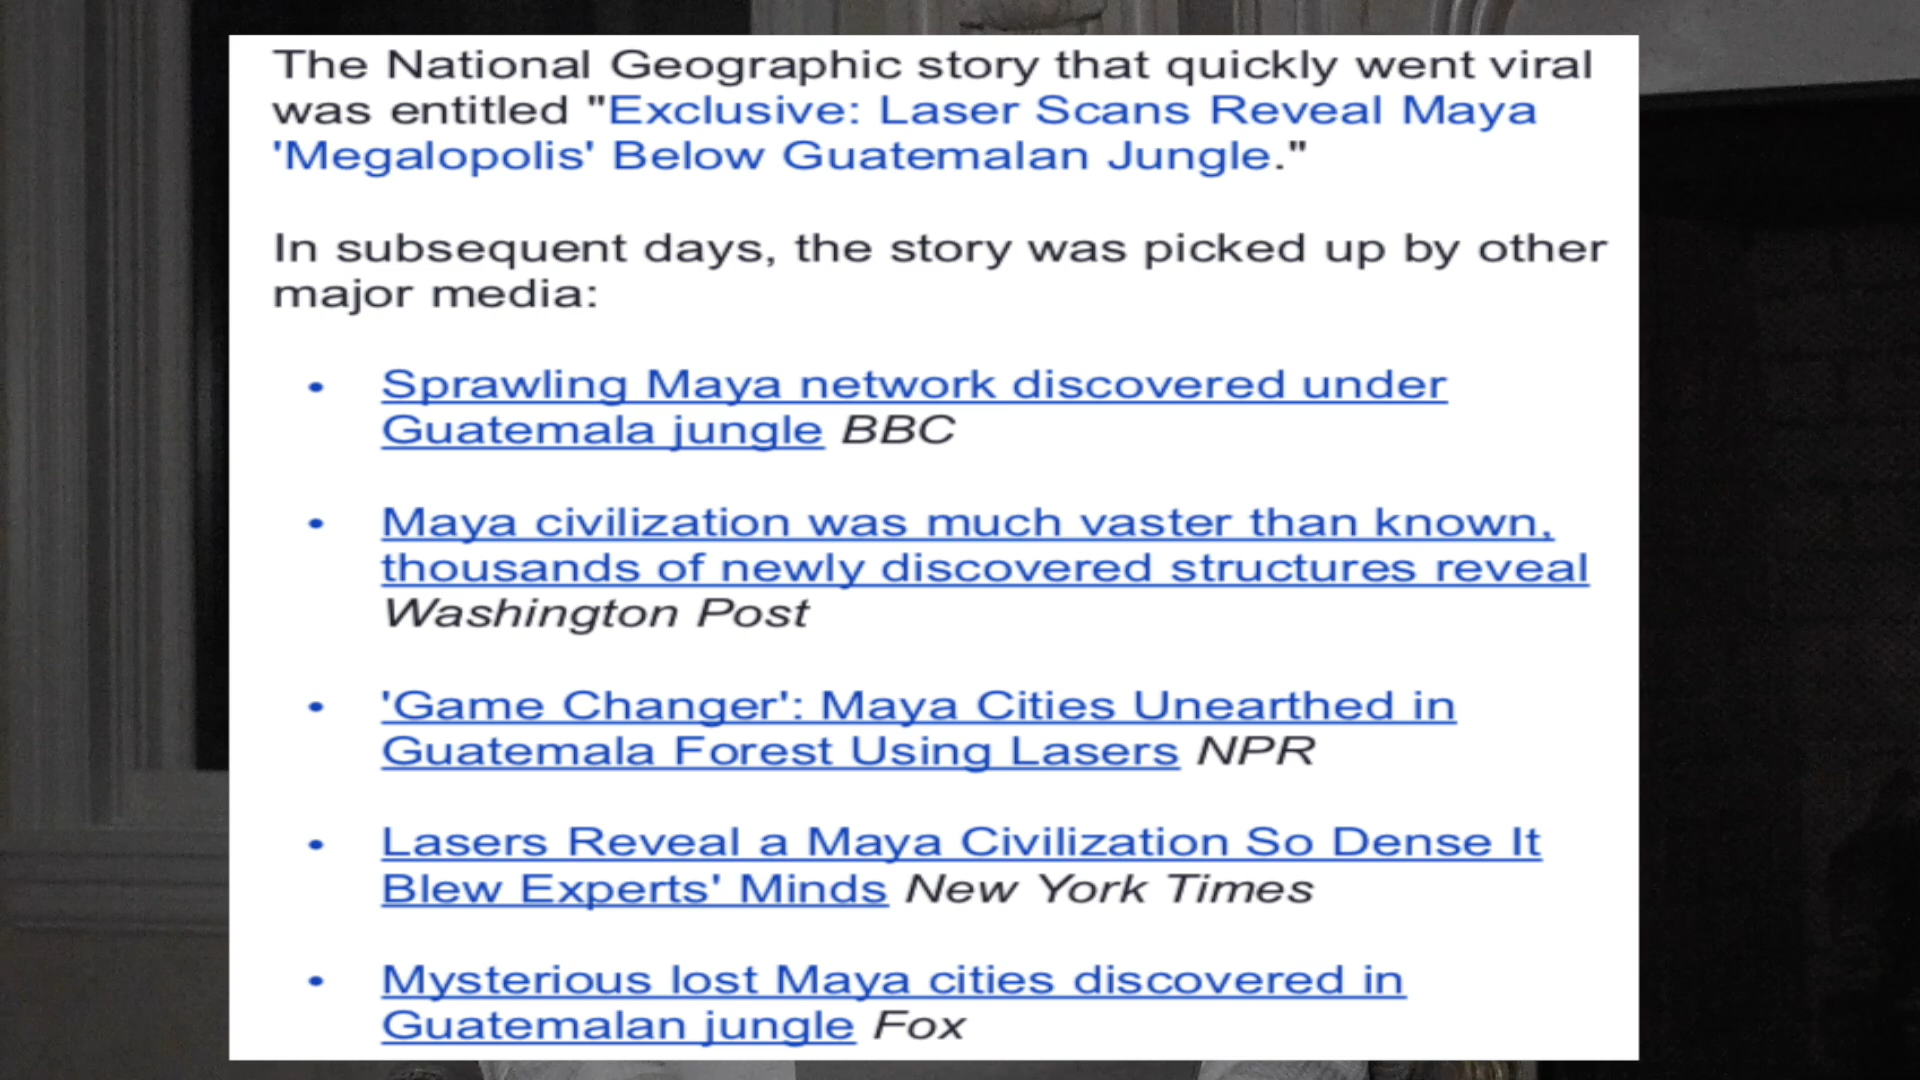 The National Geographic story that quickly went viral
was entitled "Exclusive: Laser Scans Reveal Maya
'Megalopolis' Below Guatemalan Jungle."
In subsequent days, the story was picked up by other
major media:
• Sprawling Maya network discovered under
Guatemala jungle BBC
• Maya civilization was much vaster than known,
thousands of newly discovered structures reveal
Washington Post
• 'Game Changer': Maya Cities Unearthed in
Guatemala Forest Using Lasers NPR
• Lasers Reveal a Maya Civilization So Dense It
Blew Experts' Minds New York Times
• Mysterious lost Maya cities discovered in
Guatemalan jungle Fox